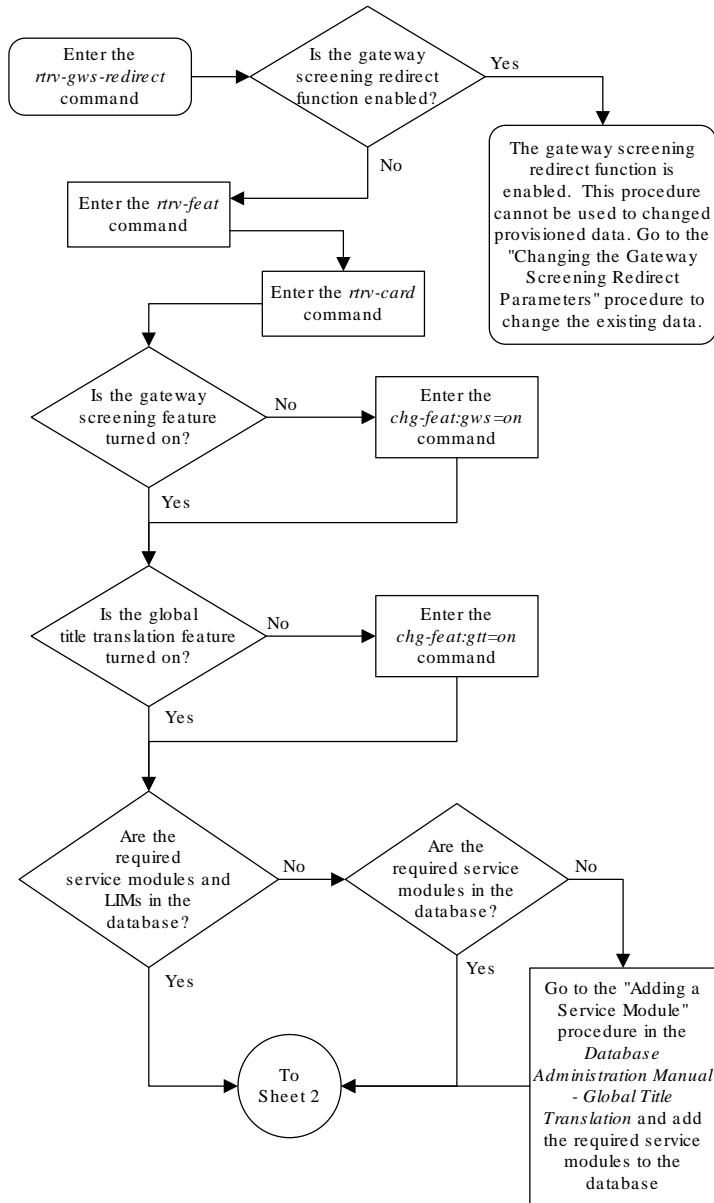 Enter the
rtrv-gws-redirect
command
Is the gateway
screening redirect
function enabled?
Yes
No
The gateway screening
redirect function is
enabled. This procedure
cannot be used to changed
provisioned data. Go to the
"Changing the Gateway
Screening Redirect
Parameters" procedure to
change the existing data.
Enter the rtrv-feat
command
Enter the rtrv-card
command
Is the gateway
screening feature
turned on?
No
Enter the
chg-feat:gws=on
command
Yes
Is the global
title translation feature
turned on?
No
Enter the
chg-feat:gtt=on
command
Yes
Are the
required
service modules and
LIMs in the
database?
No
Are the
required service
modules in the
database?
No
Yes
Yes
Go to the "Adding a
Service Module"
procedure in the
Database
Administration Manual
- Global Title
Translation and add
the required service
modules to the
database
To
Sheet 2